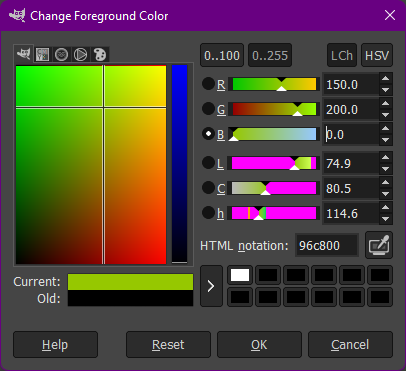 Change Foreground Color
0..100 0..255 LCh HSV
R 150.0
G 200.0
B 0.0
L 74.9
C 80.5
h 114.6
HTML notation: 96c800
Current:
Old:
Help Reset OK Cancel